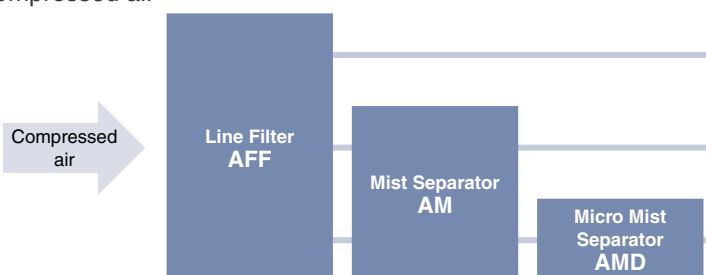 Compressed
air
Line Filter
AFF
Mist Separator
AM
Micro Mist
Separator
AMD